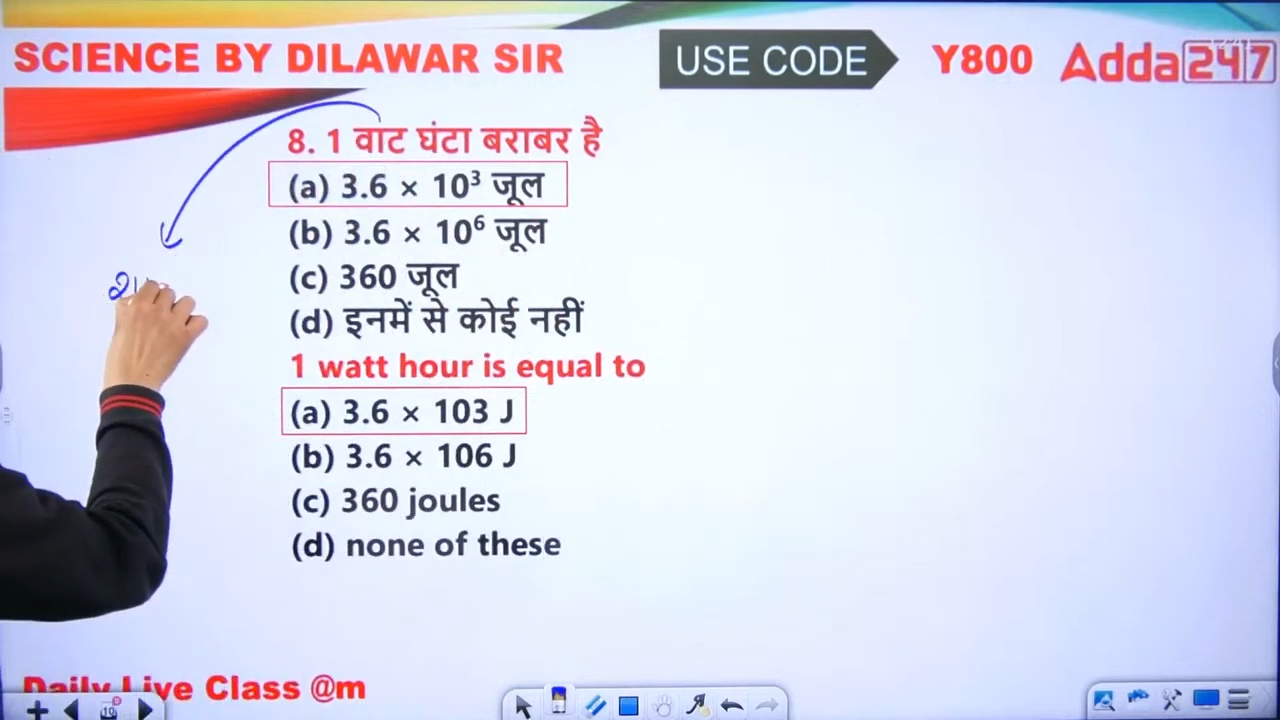 SCIENCE BY DILAWAR SIR
USE CODE
Y800
Adda247
8. 1 वाट घंटा बराबर है
(a) 3.6 × 10³ जूल
(b) 3.6 × 10⁶ जूल
(c) 360 जूल
(d) इनमें से कोई नहीं
1 watt hour is equal to
(a) 3.6 × 103 J
(b) 3.6 × 106 J
(c) 360 joules
(d) none of these
Daily Live Class @m